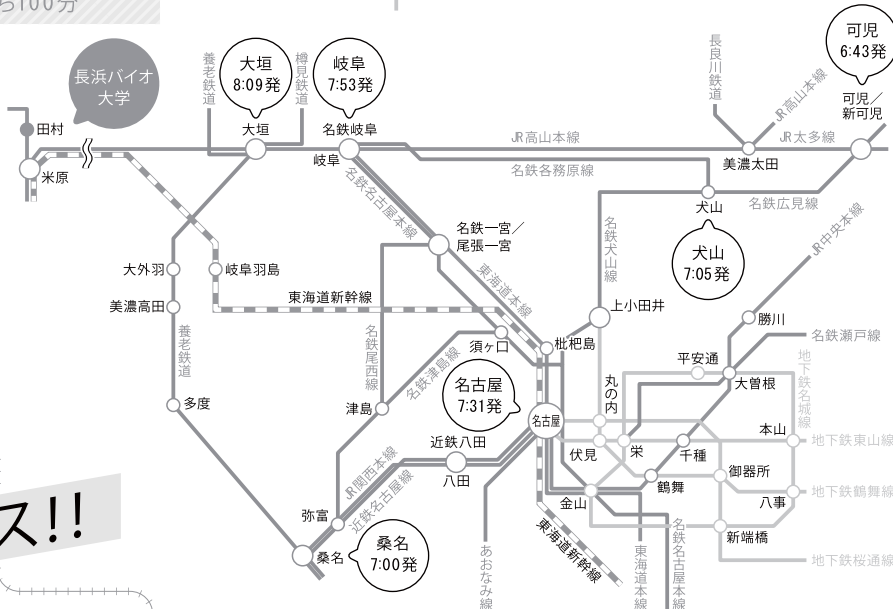 ら100分
長浜バイオ
大学
田村
米原
養老鉄道
大垣
8:09発
樽見鉄道
岐阜
7:53発
大垣
名鉄岐阜
岐阜
JR高山本線
名鉄各務原線
長良川鉄道
JR高山本線
JR太多線
美濃太田
可児
6:43発
可児／
新可児
犬山
名鉄広見線
犬山
7:05発
名鉄名古屋本線
名鉄一宮／
尾張一宮
東海道本線
名鉄犬山線
上小田井
JR中央本線
勝川
大外羽
岐阜羽島
美濃高田
東海道新幹線
養老鉄道
名鉄尾西線
名鉄津島線
須ヶ口
枇杷島
名鉄瀬戸線
平安通
大曽根
地下鉄名城線
多度
津島
名古屋
7:31発
名古屋
丸の内
伏見
栄
千種
本山
地下鉄東山線
近鉄八田
八田
JR関西本線
近鉄名古屋線
金山
鶴舞
御器所
八事
地下鉄鶴舞線
弥富
桑名
桑名
7:00発
新端橋
地下鉄桜通線
あおなみ線
東海道新幹線
東海道本線
名鉄名古屋本線
ス!!